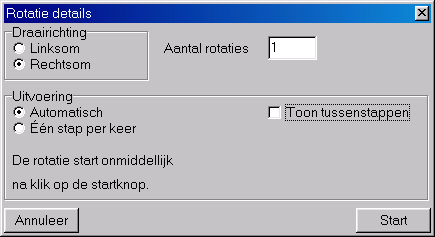 Rotatie details
Draairichting
Linksom
Rechtsom
Aantal rotaties
1
Uitvoering
Automatisch
Één stap per keer
Toon tussenstappen
De rotatie start onmiddellijk
na klik op de startknop.
Annuleer
Start